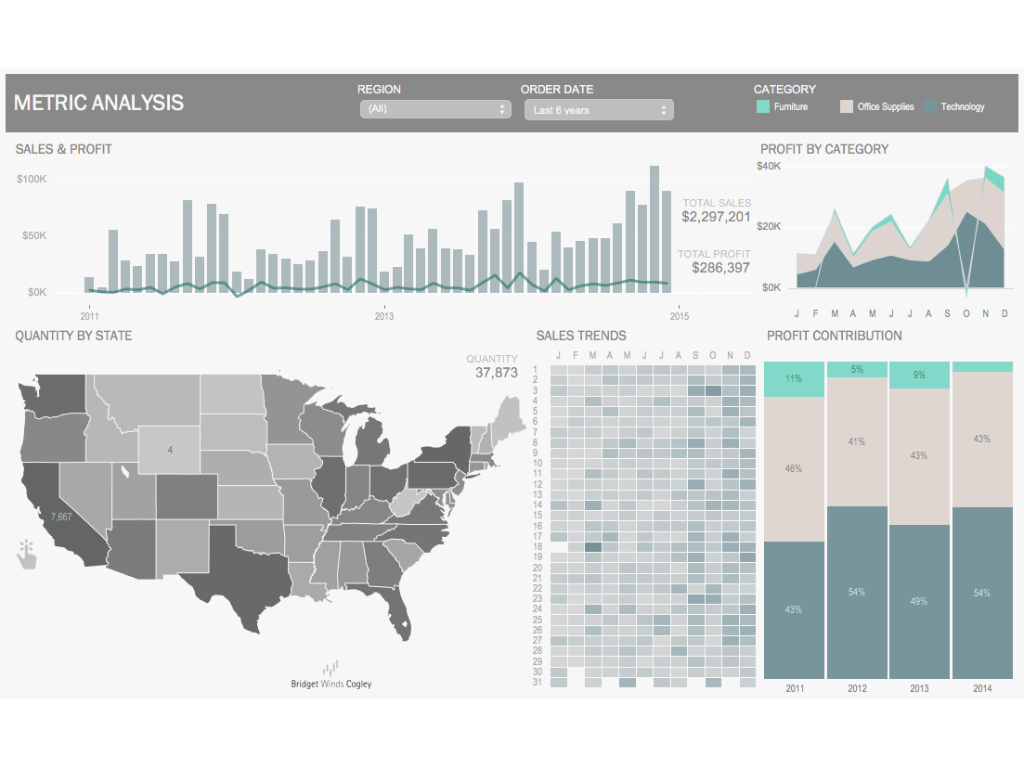 METRIC ANALYSIS
REGION
(All)
ORDER DATE
Last 6 years
CATEGORY
Furniture
Office Supplies
Technology
SALES & PROFIT
$100K
$50K
$0K
2011
2013
2015
TOTAL SALES
$2,297,201
TOTAL PROFIT
$286,397
PROFIT BY CATEGORY
$40K
$20K
$0K
J F M A M J J A S O N D
QUANTITY BY STATE
QUANTITY
37,873
4
7,667
Bridget Winds Cogley
SALES TRENDS
J F M A M J J A S O N D
1
2
3
4
5
6
7
8
9
10
11
12
13
14
15
16
17
18
19
20
21
22
23
24
25
26
27
28
29
30
31
PROFIT CONTRIBUTION
11%
5%
9%
46%
41%
43%
43%
43%
54%
49%
54%
2011
2012
2013
2014